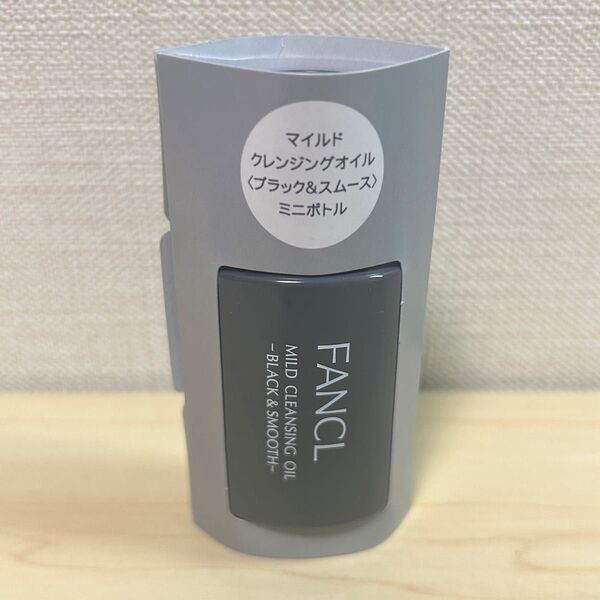 マイルド
クレンジングオイル
〈ブラック&スムース〉
ミニボトル
FANCL
MILD CLEANSING OIL
-BLACK & SMOOTH-